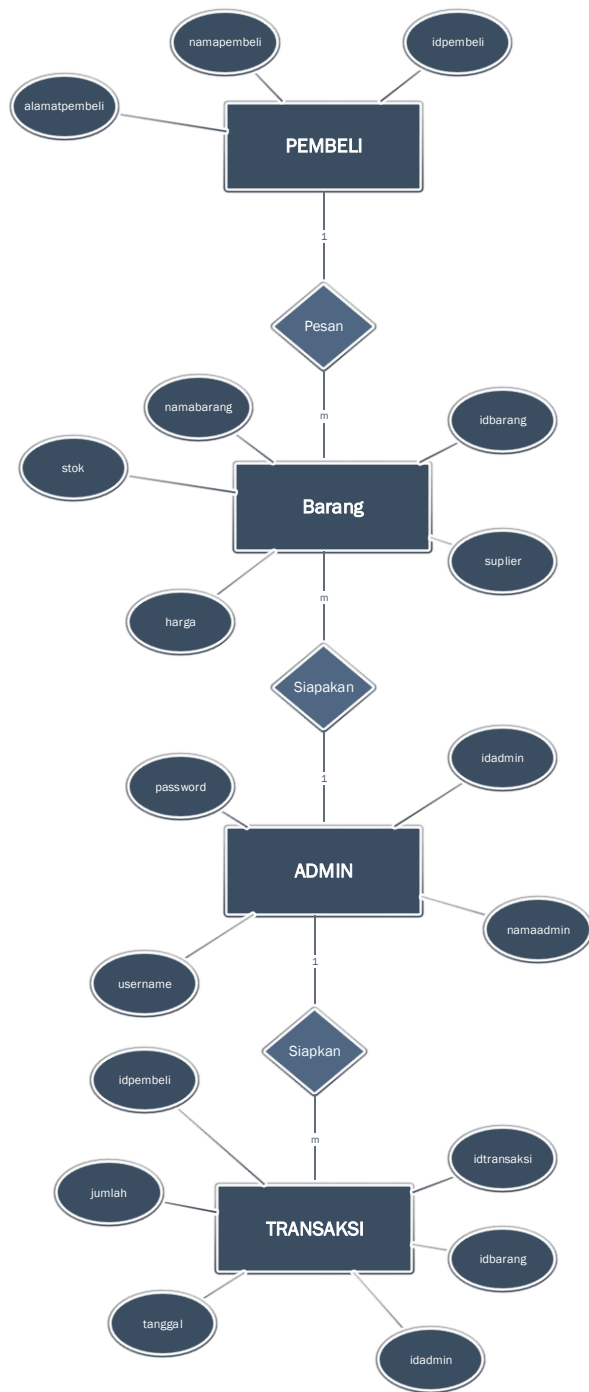 namapembeli
idpembeli
alamatpembeli
PEMBELI
1
Pesan
m
namabarang
idbarang
stok
Barang
suplier
m
harga
Siapakan
idadmin
1
password
ADMIN
namaadmin
1
username
Siapkan
idpembeli
m
idtransaksi
jumlah
TRANSAKSI
idbarang
tanggal
idadmin